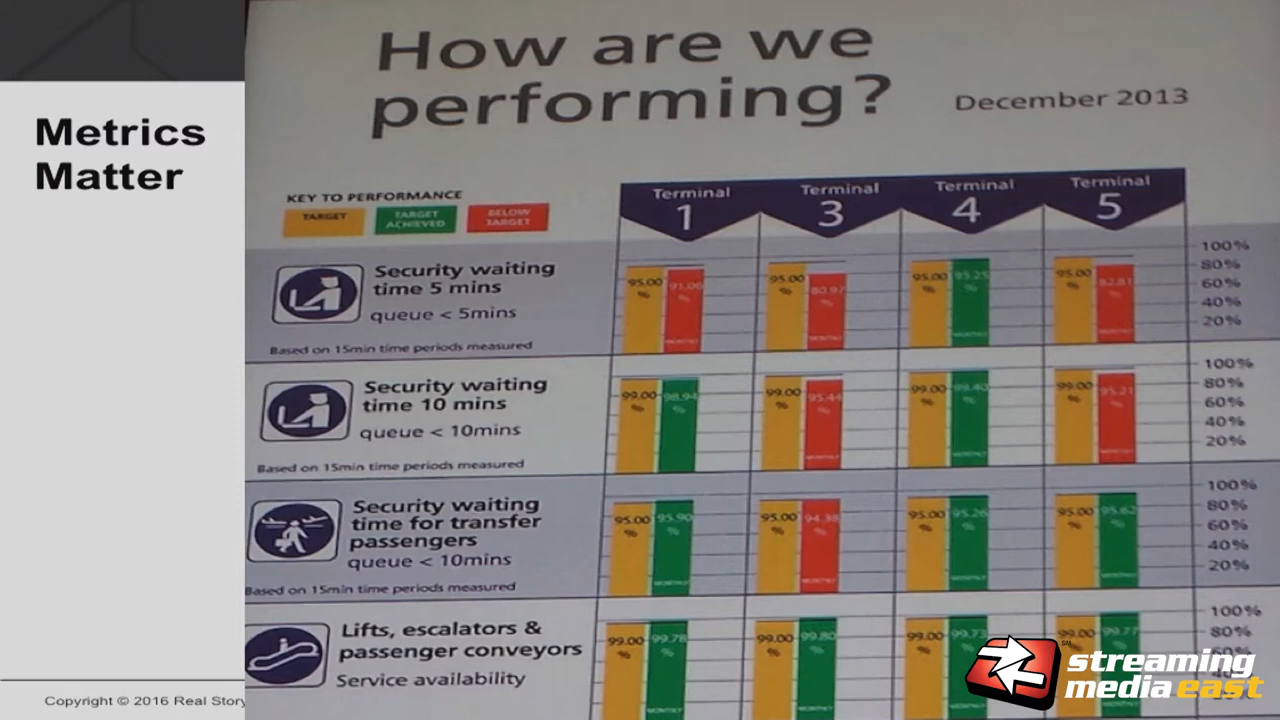 Metrics
Matter
How are we
performing?
December 2013
KEY TO PERFORMANCE
TARGET
TARGET
ACHIEVED
BELOW
TARGET
Terminal
1
Terminal
3
Terminal
4
Terminal
5
Security waiting
time 5 mins
queue < 5mins
Based on 15min time periods measured
95.00
%
91.06
%
95.00
%
80.97
%
95.00
%
95.25
%
95.00
%
82.81
%
100%
80%
60%
40%
20%
Security waiting
time 10 mins
queue < 10mins
Based on 15min time periods measured
99.00
%
98.94
%
99.00
%
95.44
%
99.00
%
99.40
%
99.00
%
95.21
%
100%
80%
60%
40%
20%
Security waiting
time for transfer
passengers
queue < 10mins
Based on 15min time periods measured
95.00
%
95.90
%
95.00
%
94.38
%
95.00
%
95.26
%
95.00
%
95.62
%
100%
80%
60%
40%
20%
Lifts, escalators &
passenger conveyors
Service availability
99.00
%
99.78
%
99.00
%
99.80
%
99.00
%
99.73
99.00
99.77
100%
80%
60%
streaming
media east
SM
Copyright © 2016 Real Story